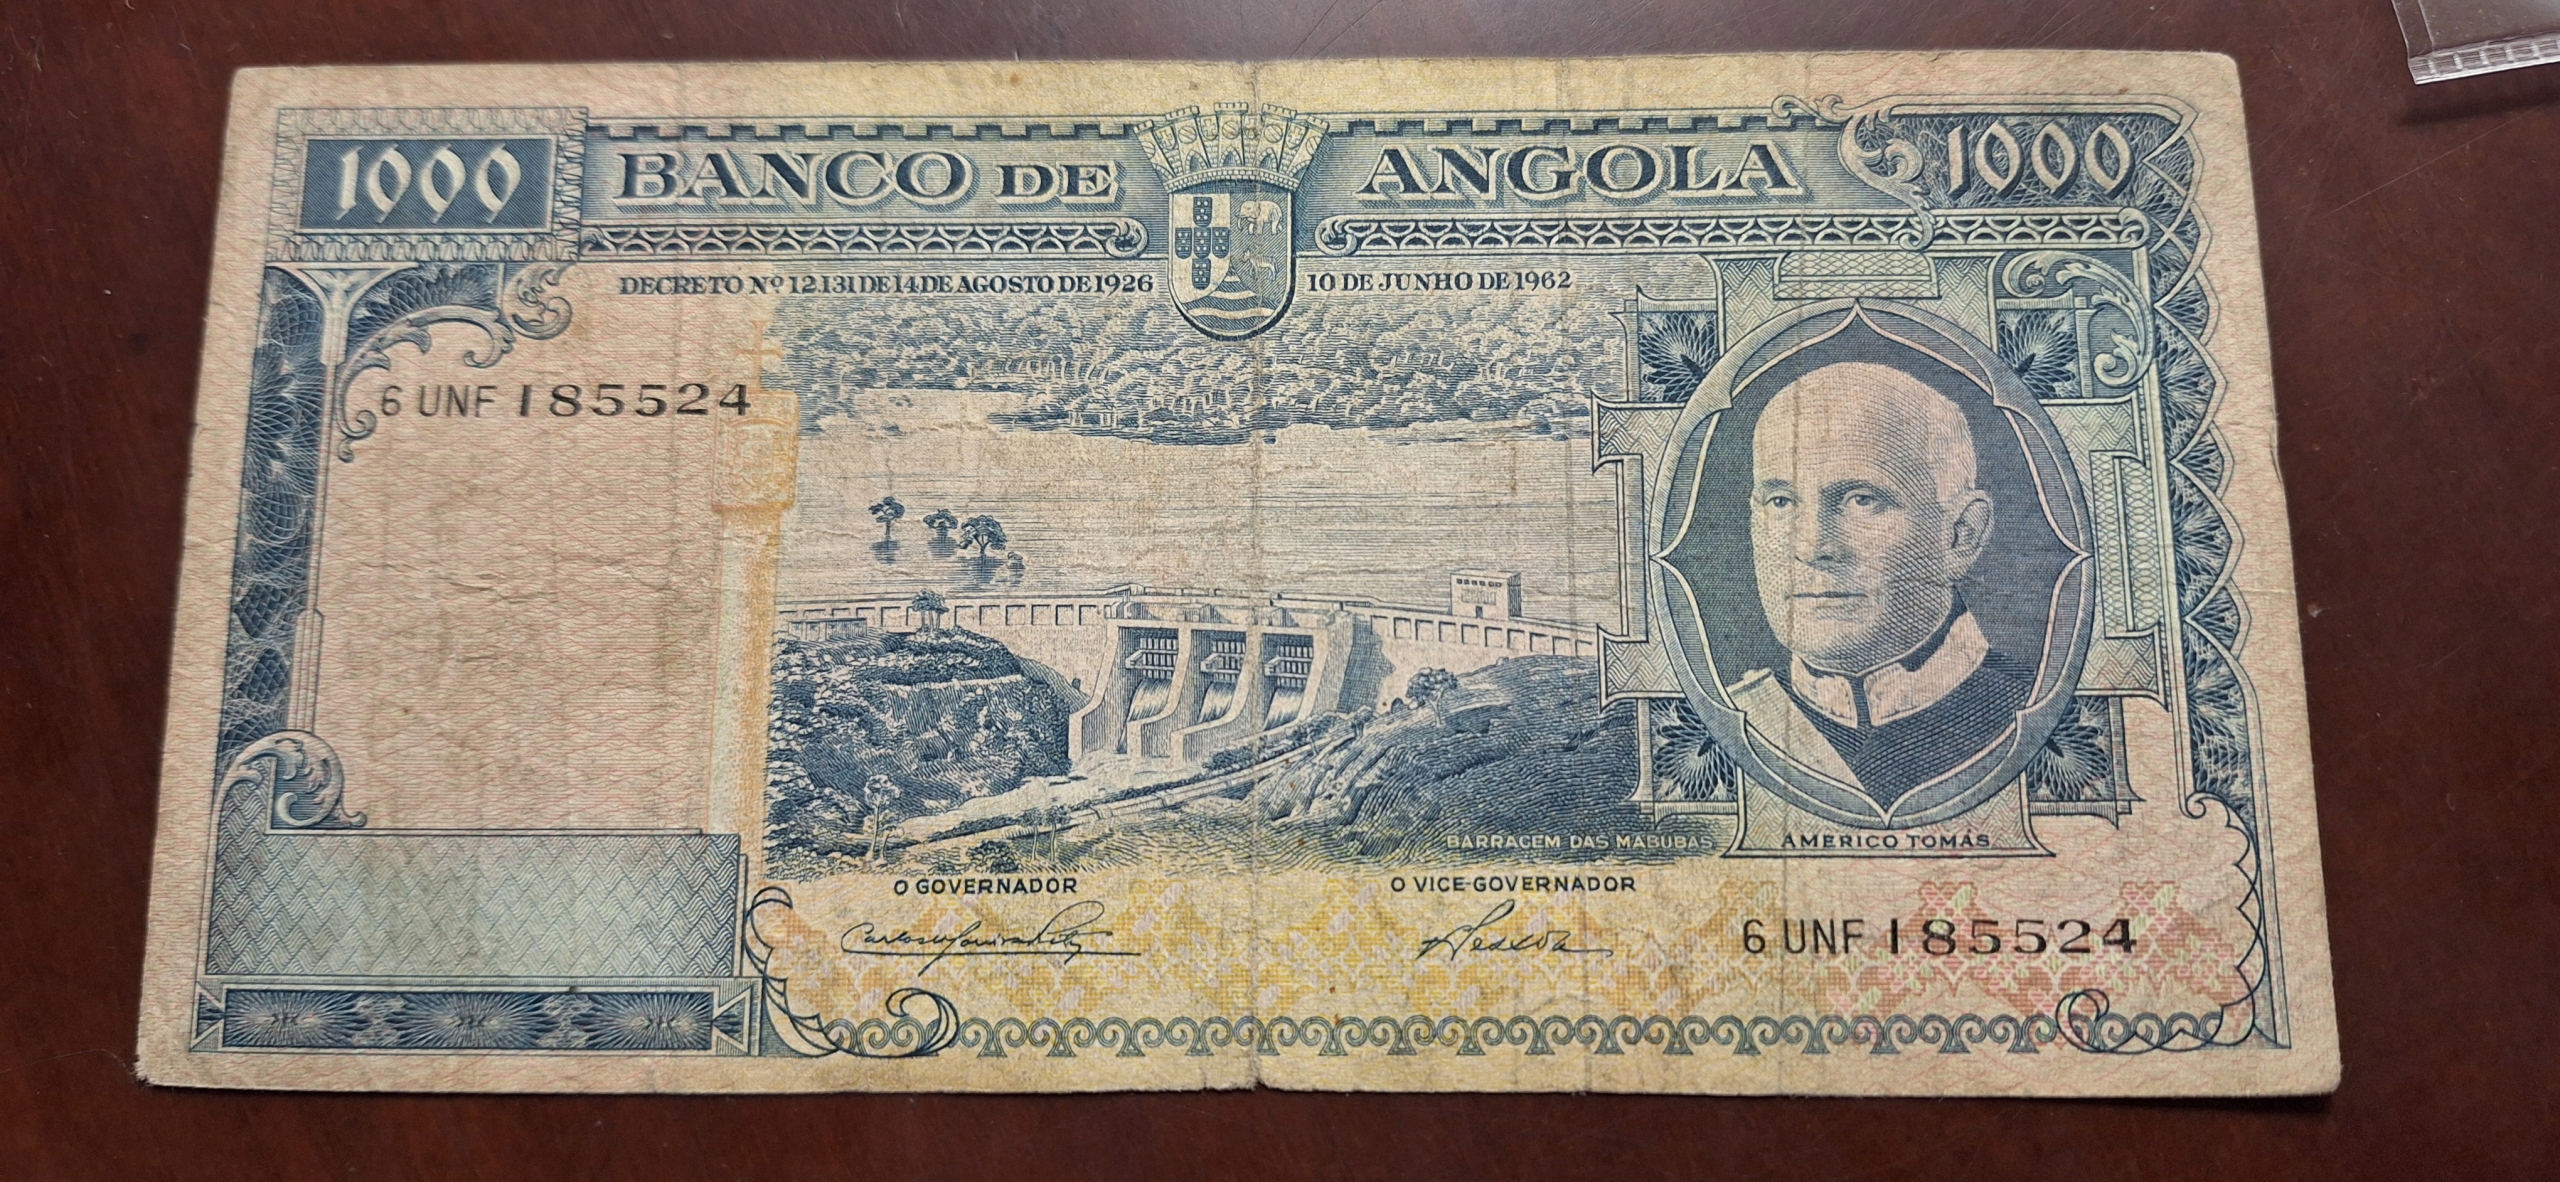 1000 BANCO DE ANGOLA 1000
DECRETO Nº 12.131 DE 14 DE AGOSTO DE 1926 10 DE JUNHO DE 1962
6 UNF 185524
BARRAGEM DAS MABUBAS
AMERICO TOMÁS
O GOVERNADOR O VICE-GOVERNADOR
6 UNF 185524